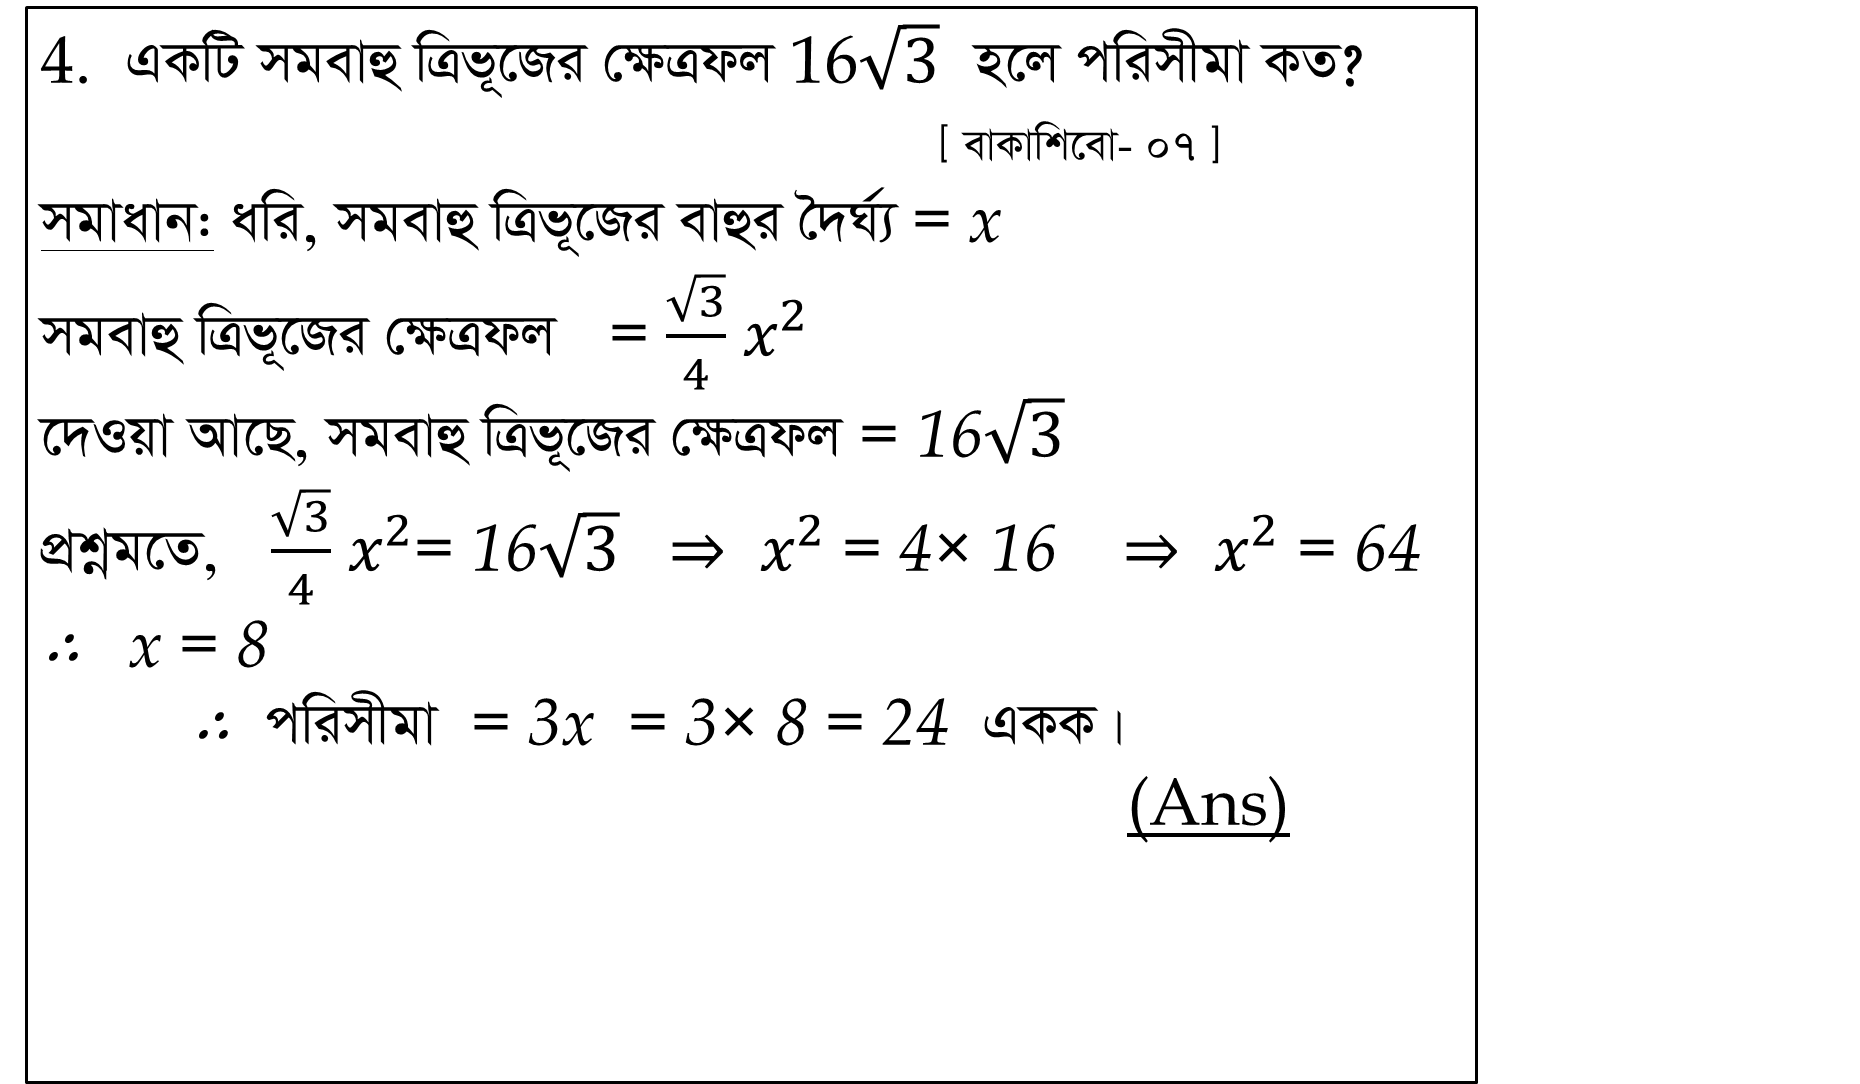 4. একটি সমবাহু ত্রিভূজের ক্ষেত্রফল 16√3 হলে পরিসীমা কত?
[ বাকাশিবো- ০৭ ]
সমাধান: ধরি, সমবাহু ত্রিভূজের বাহুর দৈর্ঘ্য = x
সমবাহু ত্রিভূজের ক্ষেত্রফল = √3/4 x²
দেওয়া আছে, সমবাহু ত্রিভূজের ক্ষেত্রফল = 16√3
প্রশ্নমতে, √3/4 x² = 16√3 ⇒ x² = 4× 16 ⇒ x² = 64
∴ x = 8
∴ পরিসীমা = 3x = 3× 8 = 24 একক।
(Ans)